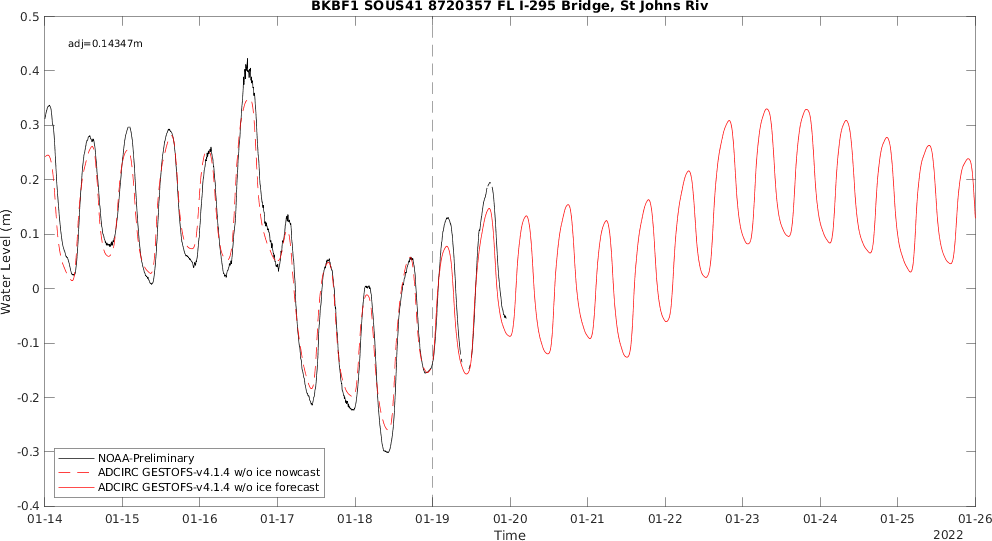 BKBF1 SOUS41 8720357 FL I-295 Bridge, St Johns Riv
adj=0.14347m
0.5
0.4
0.3
0.2
0.1
0
-0.1
-0.2
-0.3
-0.4
Water Level (m)
NOAA-Preliminary
ADCIRC GESTOFS-v4.1.4 w/o ice nowcast
ADCIRC GESTOFS-v4.1.4 w/o ice forecast
01-14 01-15 01-16 01-17 01-18 01-19 01-20 01-21 01-22 01-23 01-24 01-25 01-26
Time
2022